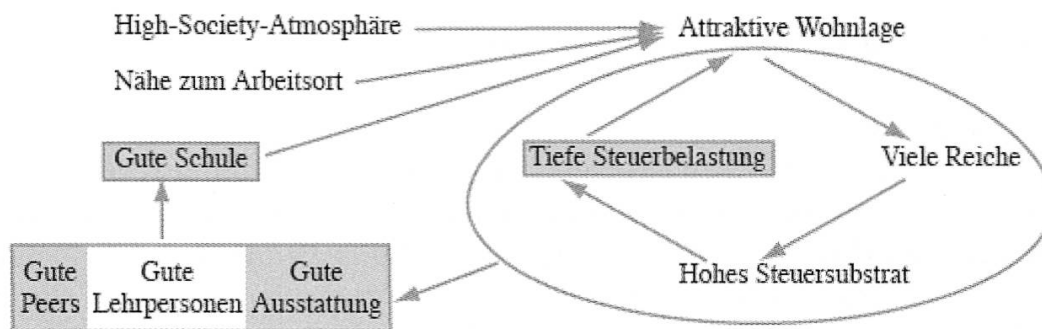 High-Society-Atmosphäre
Attraktive Wohnlage
Nähe zum Arbeitsort
Gute Schule
Tiefe Steuerbelastung
Viele Reiche
Gute
Peers
Gute
Lehrpersonen
Gute
Ausstattung
Hohes Steuersubstrat